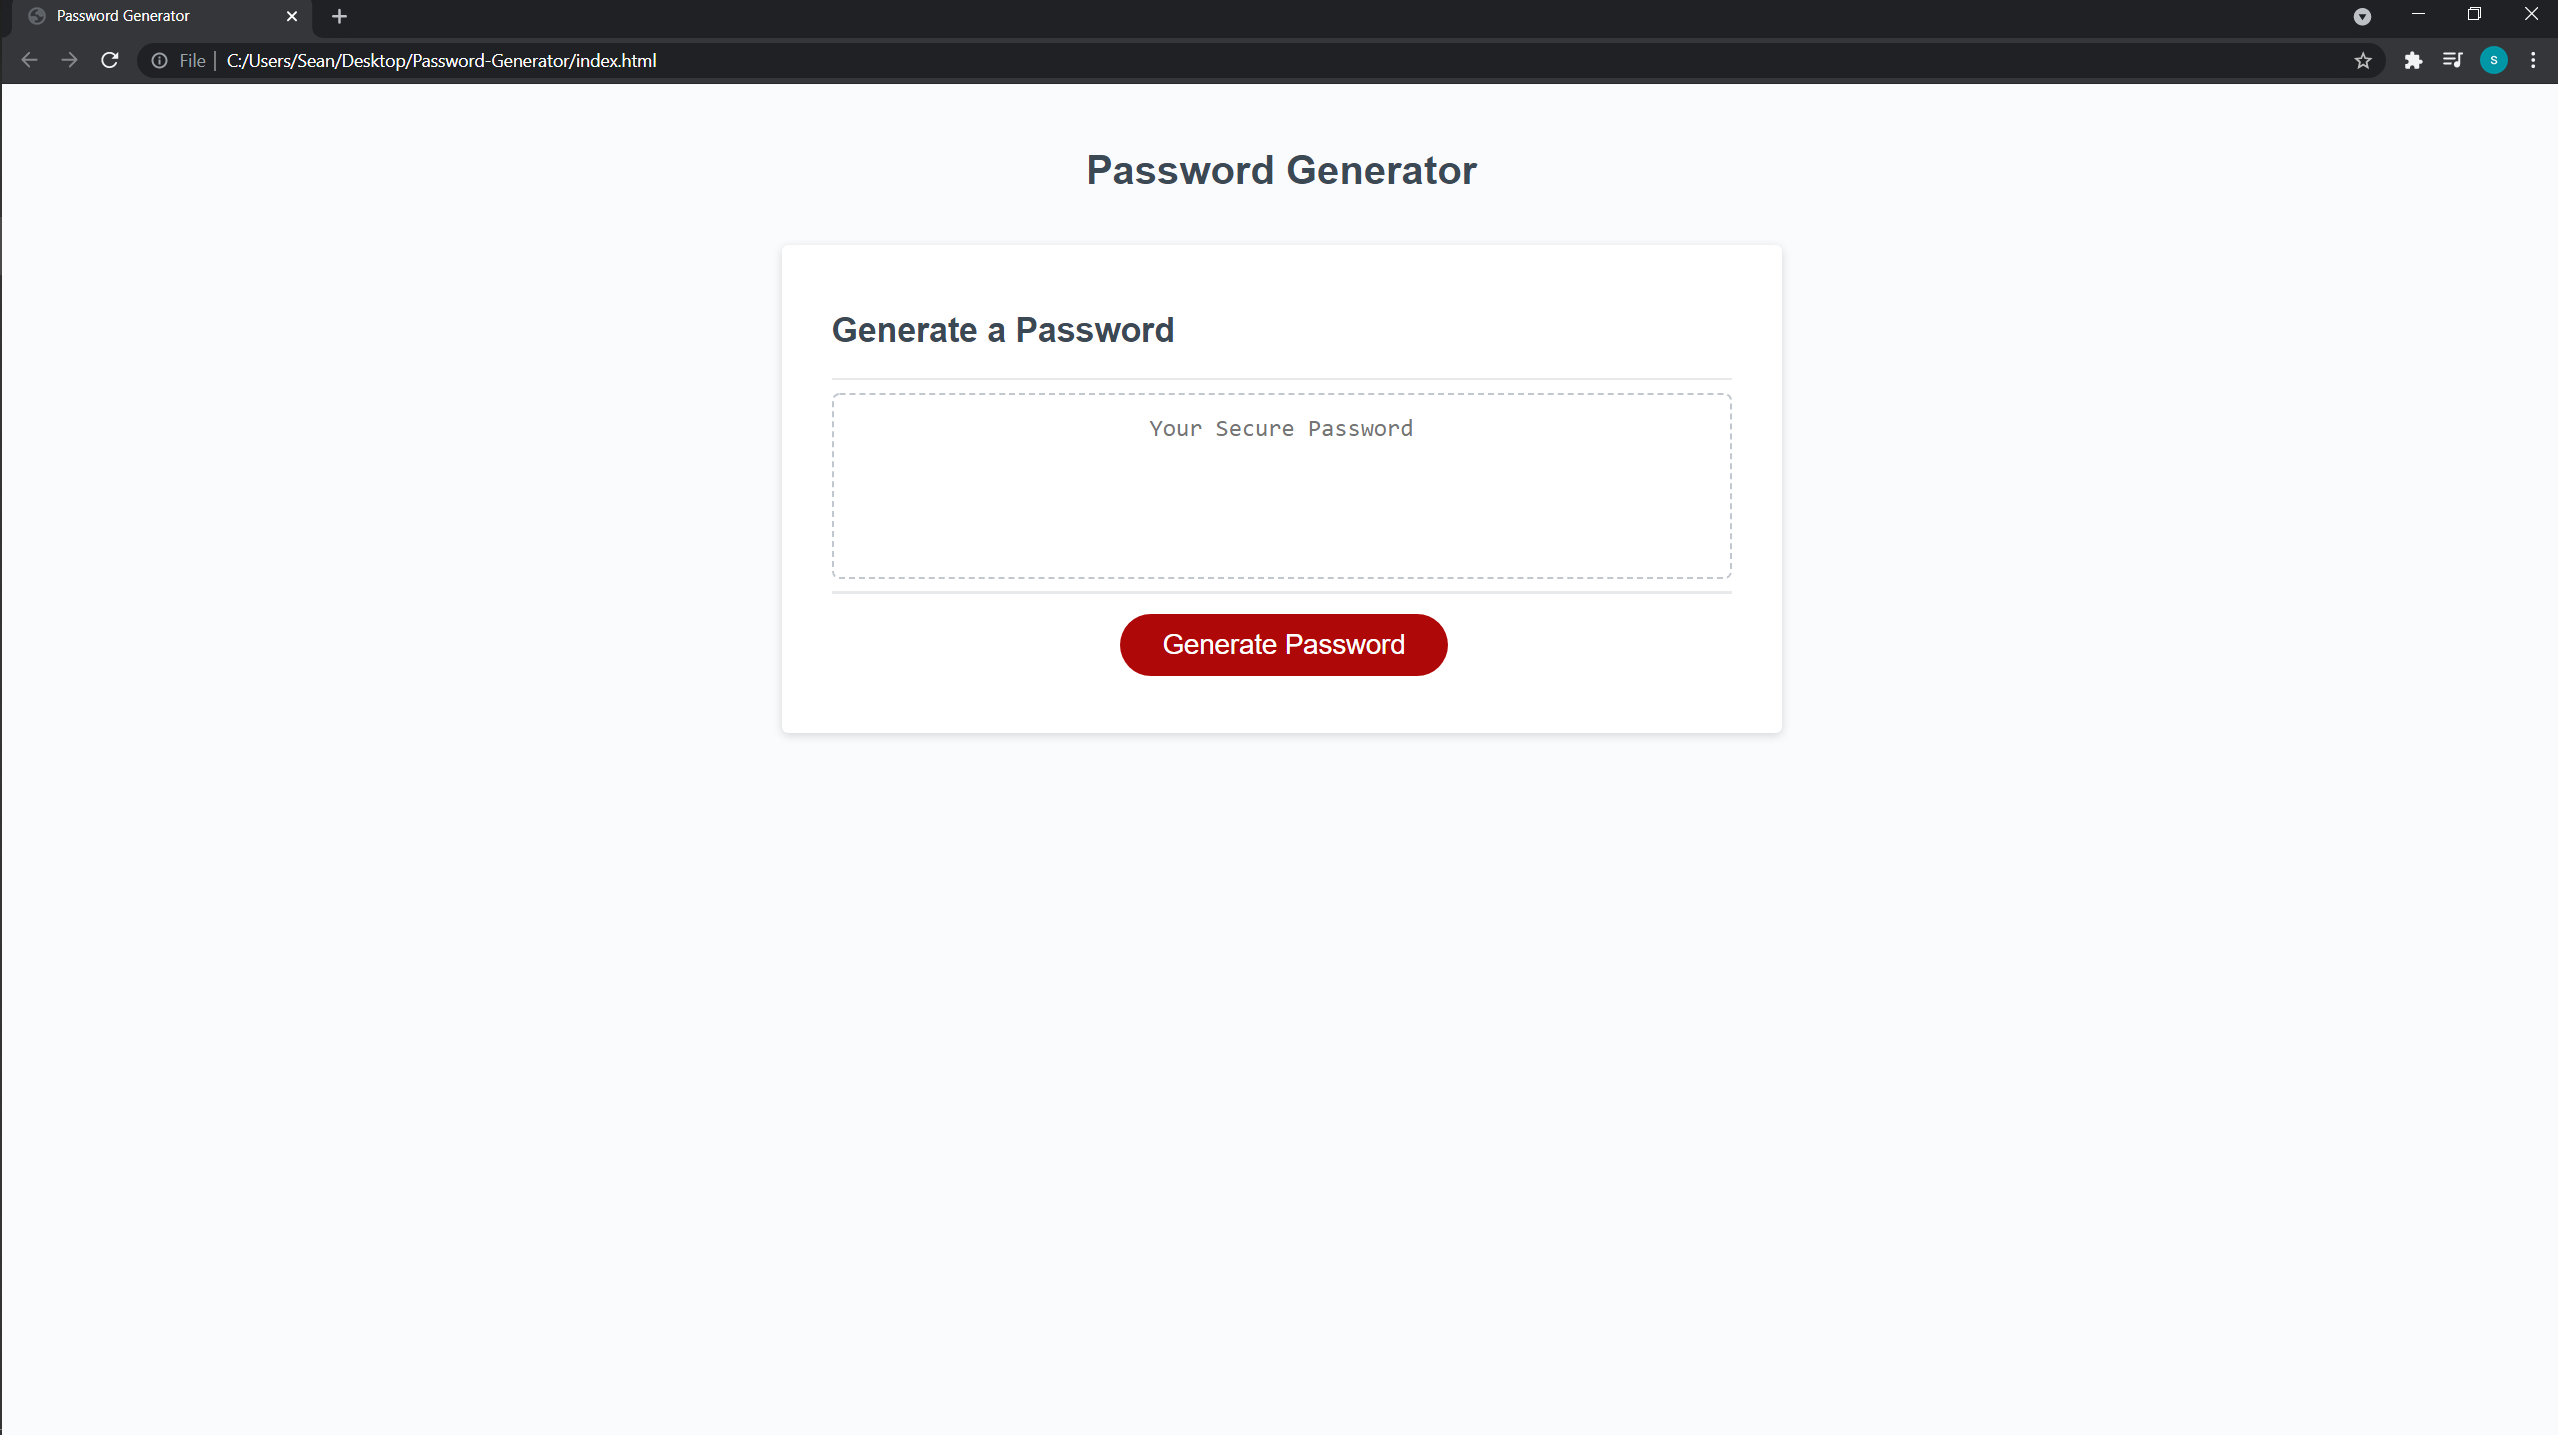 Password Generator
File | C:/Users/Sean/Desktop/Password-Generator/index.html
S
Password Generator
Generate a Password
Your Secure Password
Generate Password